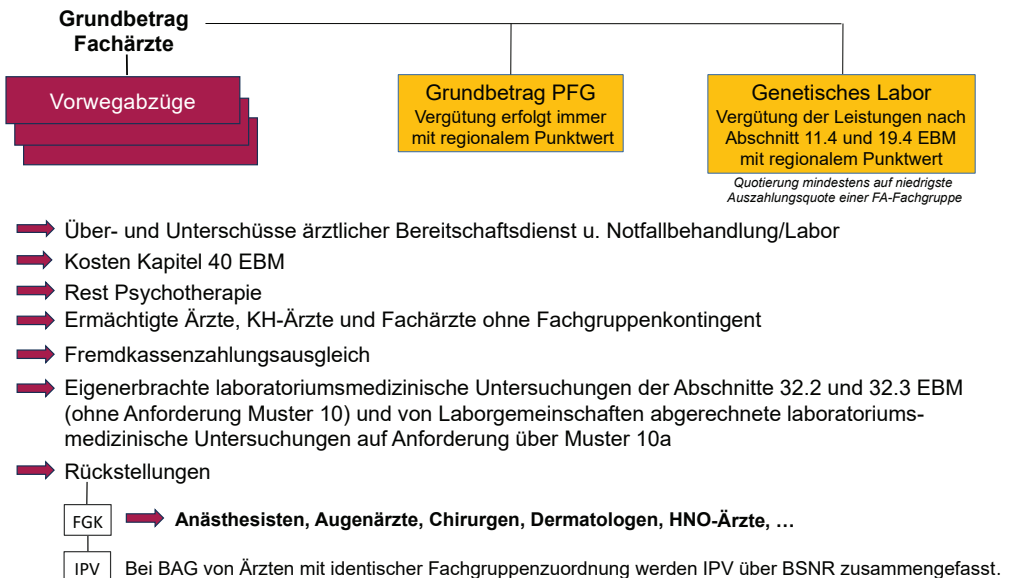 Grundbetrag
Fachärzte
Vorwegabzüge
Grundbetrag PFG
Vergütung erfolgt immer
mit regionalem Punktwert
Genetisches Labor
Vergütung der Leistungen nach
Abschnitt 11.4 und 19.4 EBM
mit regionalem Punktwert
Quotierung mindestens auf niedrigste
Auszahlungsquote einer FA-Fachgruppe
Über- und Unterschüsse ärztlicher Bereitschaftsdienst u. Notfallbehandlung/Labor
Kosten Kapitel 40 EBM
Rest Psychotherapie
Ermächtigte Ärzte, KH-Ärzte und Fachärzte ohne Fachgruppenkontingent
Fremdkassenzahlungsausgleich
Eigenerbrachte laboratoriumsmedizinische Untersuchungen der Abschnitte 32.2 und 32.3 EBM
(ohne Anforderung Muster 10) und von Laborgemeinschaften abgerechnete laboratoriums-
medizinische Untersuchungen auf Anforderung über Muster 10a
Rückstellungen
FGK
Anästhesisten, Augenärzte, Chirurgen, Dermatologen, HNO-Ärzte, …
IPV
Bei BAG von Ärzten mit identischer Fachgruppenzuordnung werden IPV über BSNR zusammengefasst.